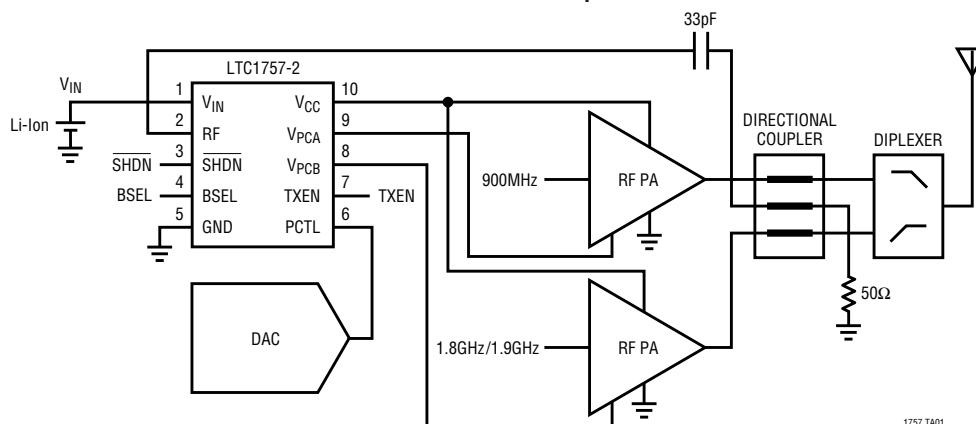 33pF
LTC1757-2
VIN
Li-Ion
1 VIN VCC 10
2 RF VPCA 9
SHDN 3 SHDN VPCB 8
BSEL 4 BSEL TXEN 7 TXEN
5 GND PCTL 6
DIRECTIONAL
COUPLER
DIPLEXER
900MHz RF PA
50Ω
DAC
1.8GHz/1.9GHz RF PA
1757 TA01